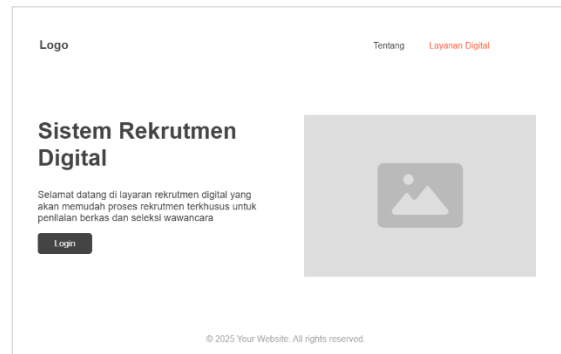 Logo
Tentang
Layanan Digital
Sistem Rekrutmen
Digital
Selamat datang di layaran rekrutmen digital yang
akan memudah proses rekrutmen terkhusus untuk
penilaian berkas dan seleksi wawancara
Login
© 2025 Your Website. All rights reserved.